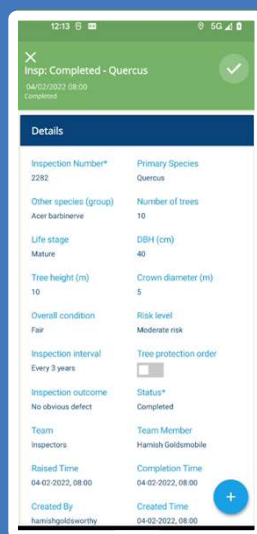 12:13
5G
Insp: Completed - Quercus
04/02/2022 08:00
Completed
Details
Inspection Number* Primary Species
2282 Quercus
Other species (group) Number of trees
Acer barbinerve 10
Life stage DBH (cm)
Mature 40
Tree height (m) Crown diameter (m)
10 5
Overall condition Risk level
Fair Moderate risk
Inspection interval Tree protection order
Every 3 years
Inspection outcome Status*
No obvious defect Completed
Team Team Member
Inspectors Hamish Goldsmobile
Raised Time Completion Time
04-02-2022, 08:00 04-02-2022, 08:00
Created By Created Time
hamishgoldsworthy 04-02-2022, 08:00
+